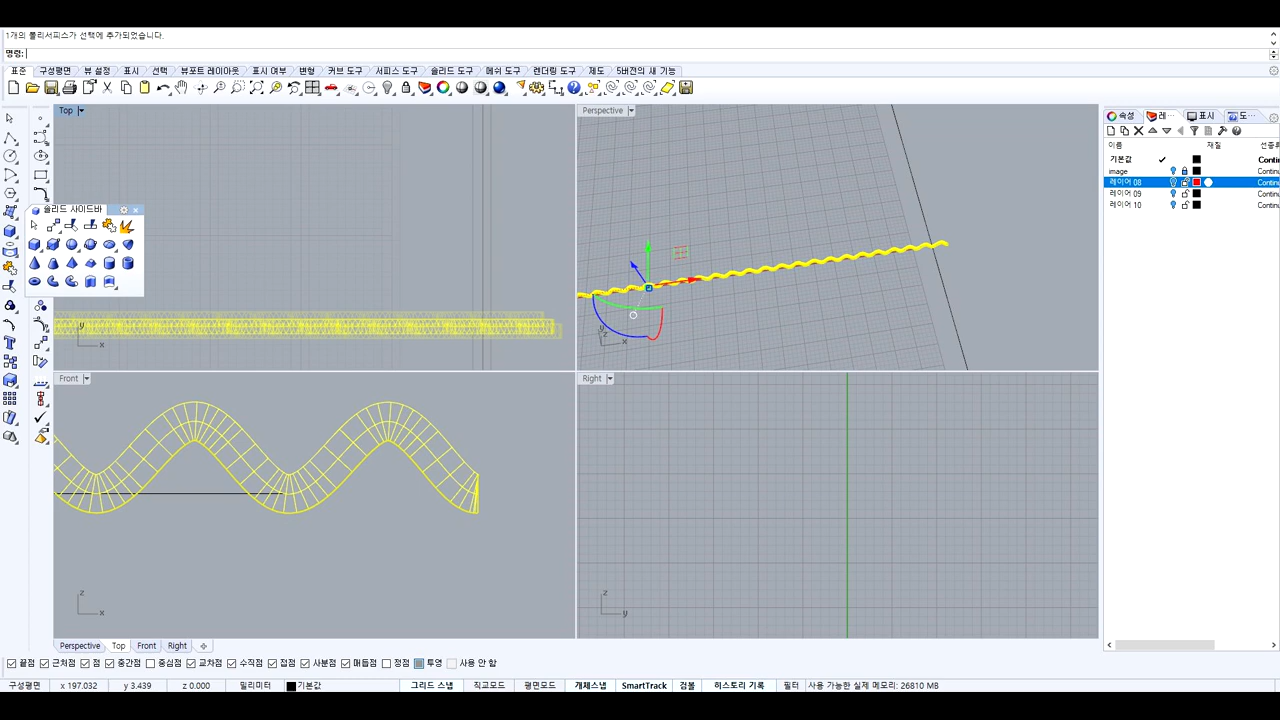 1개의 폴리서피스가 선택에 추가되었습니다.
명령:
표준 구성평면 뷰 설정 표시 선택 뷰포트 레이아웃 표시 여부 변형 커브 도구 서피스 도구 솔리드 도구 메쉬 도구 렌더링 도구 제도 5버전의 새 기능
Top
Perspective
속성 레... 표시 도...
이름 재질 선종류
기본값 Contin
image Continu
레이어 08 Continu
레이어 09 Continu
레이어 10 Continu
솔리드 사이드바
y
x
z
y
x
Front
Right
z
x
z
y
Perspective Top Front Right
끝점 근처점 점 중간점 중심점 교차점 수직점 접점 사분점 매듭점 정점 투영 사용 안 함
구성평면 x 197.032 y 3.439 z 0.000 밀리미터 기본값 그리드 스냅 직교모드 평면모드 개체스냅 SmartTrack 검볼 히스토리 기록 필터 사용 가능한 실제 메모리: 26810 MB